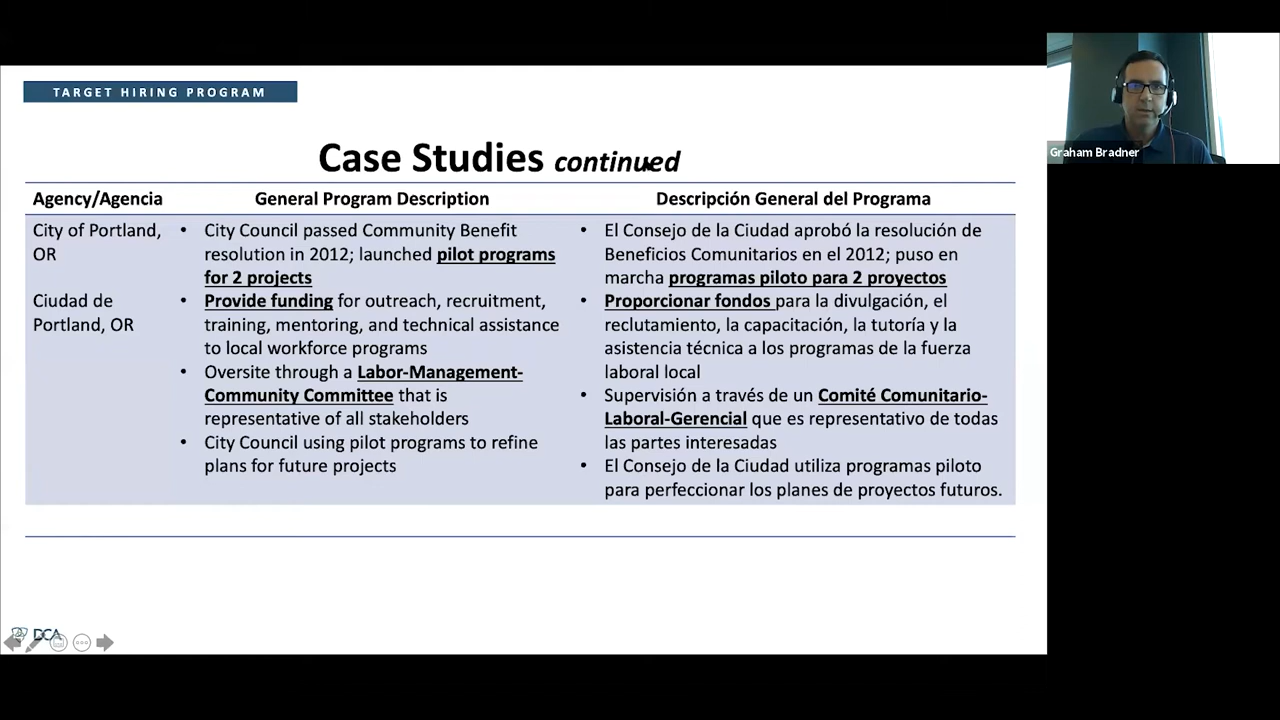 TARGET HIRING PROGRAM
Graham Bradner
Case Studies continued
Agency/Agencia
General Program Description
Descripción General del Programa
City of Portland,
OR
Ciudad de
Portland, OR
• City Council passed Community Benefit
resolution in 2012; launched pilot programs
for 2 projects
• Provide funding for outreach, recruitment,
training, mentoring, and technical assistance
to local workforce programs
• Oversite through a Labor-Management-
Community Committee that is
representative of all stakeholders
• City Council using pilot programs to refine
plans for future projects
• El Consejo de la Ciudad aprobó la resolución de
Beneficios Comunitarios en el 2012; puso en
marcha programas piloto para 2 proyectos
• Proporcionar fondos para la divulgación, el
reclutamiento, la capacitación, la tutoría y la
asistencia técnica a los programas de la fuerza
laboral local
• Supervisión a través de un Comité Comunitario-
Laboral-Gerencial que es representativo de todas
las partes interesadas
• El Consejo de la Ciudad utiliza programas piloto
para perfeccionar los planes de proyectos futuros.
DCA